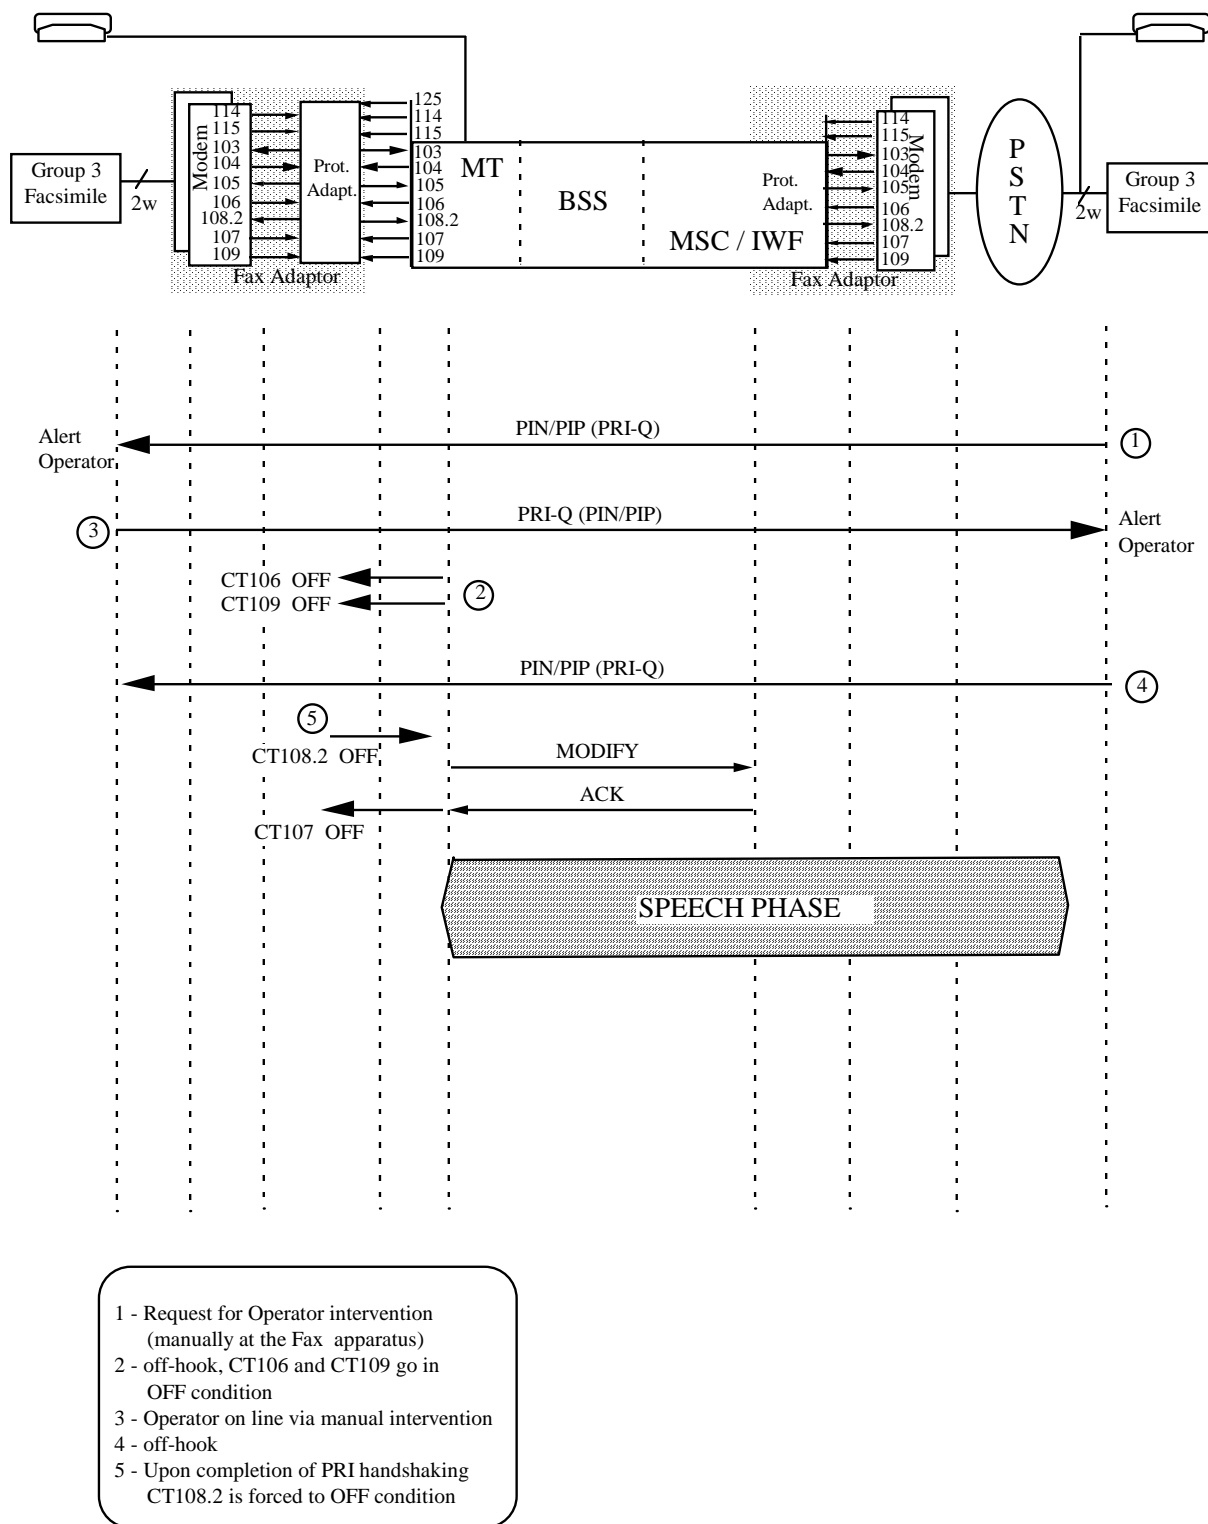 125
114
114
114
115
115
115
103
103
103
104
104
104
105
105
105
106
106
106
108.2
108.2
108.2
107
107
107
109
109
109
Group 3
Facsimile
2w
Modem
Prot.
Adapt.
Fax Adaptor
MT
BSS
MSC / IWF
Prot.
Adapt.
Modem
Fax Adaptor
P
S
T
N
2w
Group 3
Facsimile
Alert
Operator
PIN/PIP (PRI-Q)
1
3
PRI-Q (PIN/PIP)
Alert
Operator
CT106 OFF
CT109 OFF
2
PIN/PIP (PRI-Q)
4
5
CT108.2 OFF
MODIFY
ACK
CT107 OFF
SPEECH PHASE
1 - Request for Operator intervention
(manually at the Fax apparatus)
2 - off-hook, CT106 and CT109 go in
OFF condition
3 - Operator on line via manual intervention
4 - off-hook
5 - Upon completion of PRI handshaking
CT108.2 is forced to OFF condition